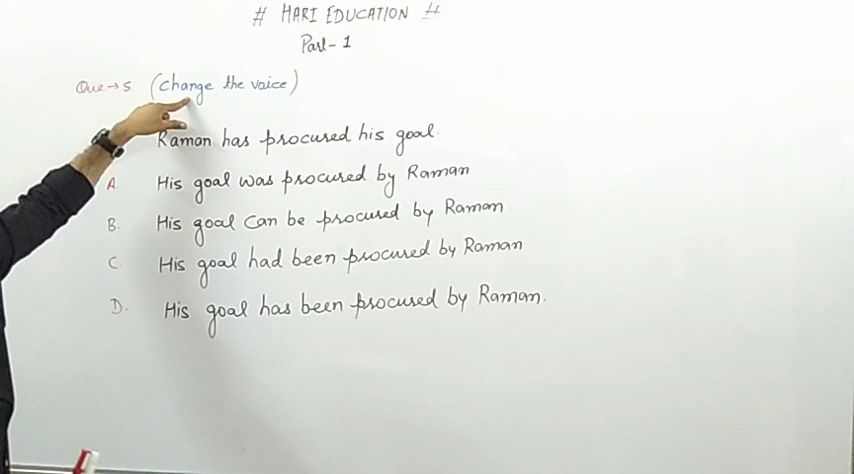 # HARI EDUCATION #
Part-1
Que→5 (change the voice)
Raman has procured his goal.
A. His goal was procured by Raman
B. His goal can be procured by Raman
C. His goal had been procured by Raman
D. His goal has been procured by Raman.